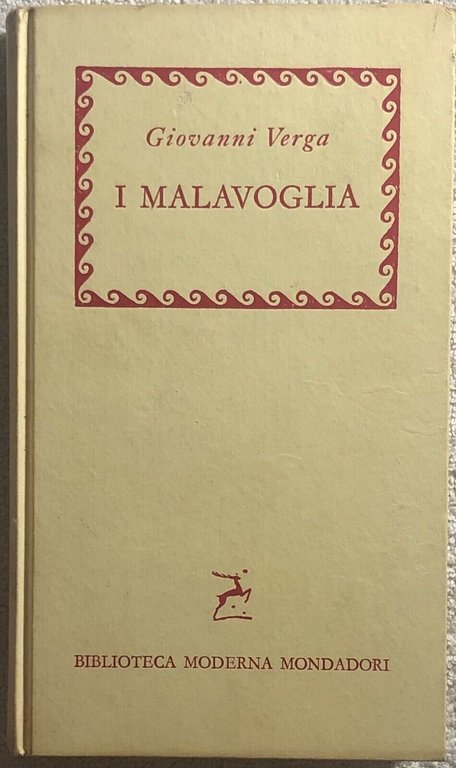 Giovanni Verga
I MALAVOGLIA
BIBLIOTECA MODERNA MONDADORI